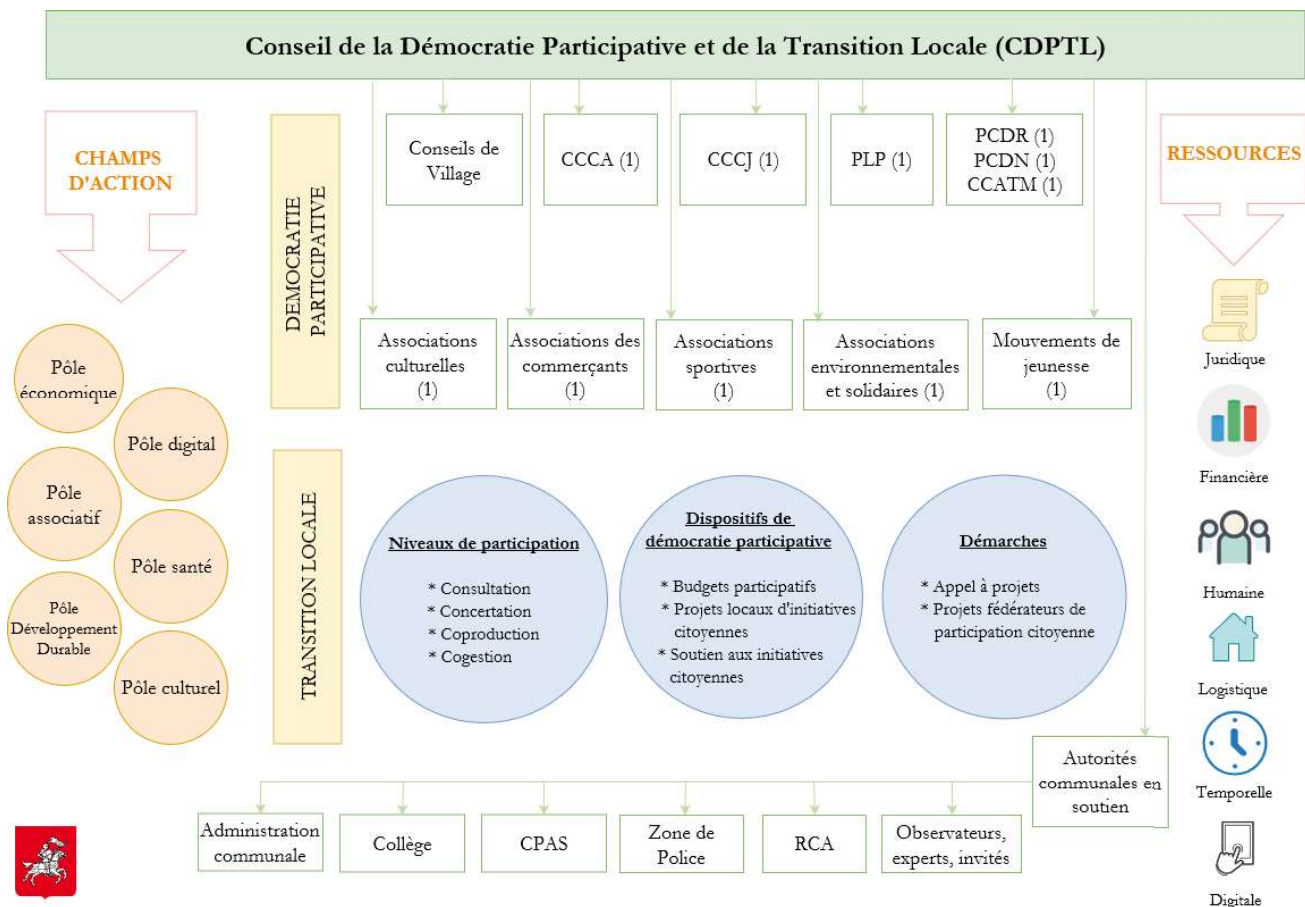 Conseil de la Démocratie Participative et de la Transition Locale (CDPTL)
CHAMPS
D'ACTION
Pôle
économique
Pôle digital
Pôle
associatif
Pôle santé
Pôle
Développement
Durable
Pôle culturel
DEMOCRATIE
PARTICIPATIVE
Conseils de
Village
CCCA (1)
CCCJ (1)
PLP (1)
PCDR (1)
PCDN (1)
CCATM (1)
Associations
culturelles
(1)
Associations des
commerçants
(1)
Associations
sportives
(1)
Associations
environnementales
et solidaires (1)
Mouvements de
jeunesse
(1)
TRANSITION LOCALE
Niveaux de participation
* Consultation
* Concertation
* Coproduction
* Cogestion
Dispositifs de
démocratie participative
* Budgets participatifs
* Projets locaux d'initiatives
citoyennes
* Soutien aux initiatives
citoyennes
Démarches
* Appel à projets
* Projets fédérateurs de
participation citoyenne
Autorités
communales en
soutien
Administration
communale
Collège
CPAS
Zone de
Police
RCA
Observateurs,
experts, invités
RESSOURCES
Juridique
Financière
Humaine
Logistique
Temporelle
Digitale